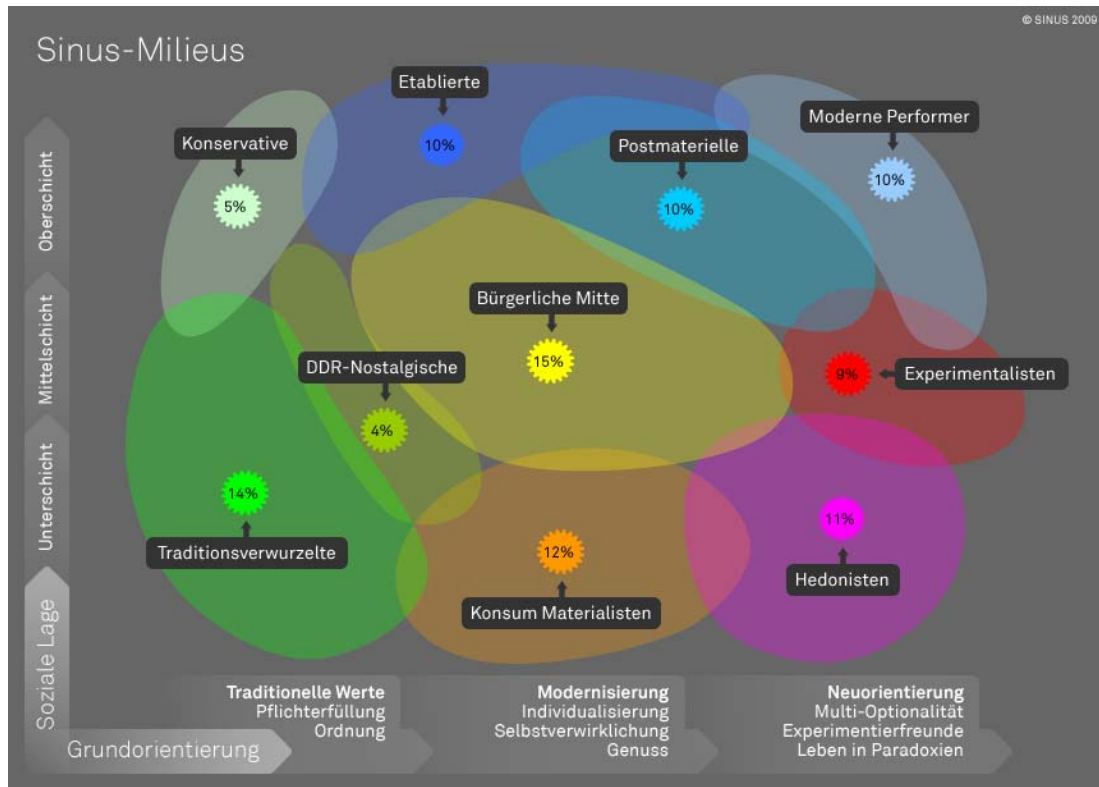 © SINUS 2009
Sinus-Milieus
Etablierte
10%
Konservative
5%
Postmaterielle
10%
Moderne Performer
10%
Bürgerliche Mitte
15%
DDR-Nostalgische
4%
9%
Experimentalisten
14%
Traditionsverwurzelte
12%
Konsum Materialisten
11%
Hedonisten
Oberschicht
Mittelschicht
Unterschicht
Soziale Lage
Traditionelle Werte
Pflichterfüllung
Ordnung
Modernisierung
Individualisierung
Selbstverwirklichung
Genuss
Neuorientierung
Multi-Optionalität
Experimentierfreunde
Leben in Paradoxien
Grundorientierung